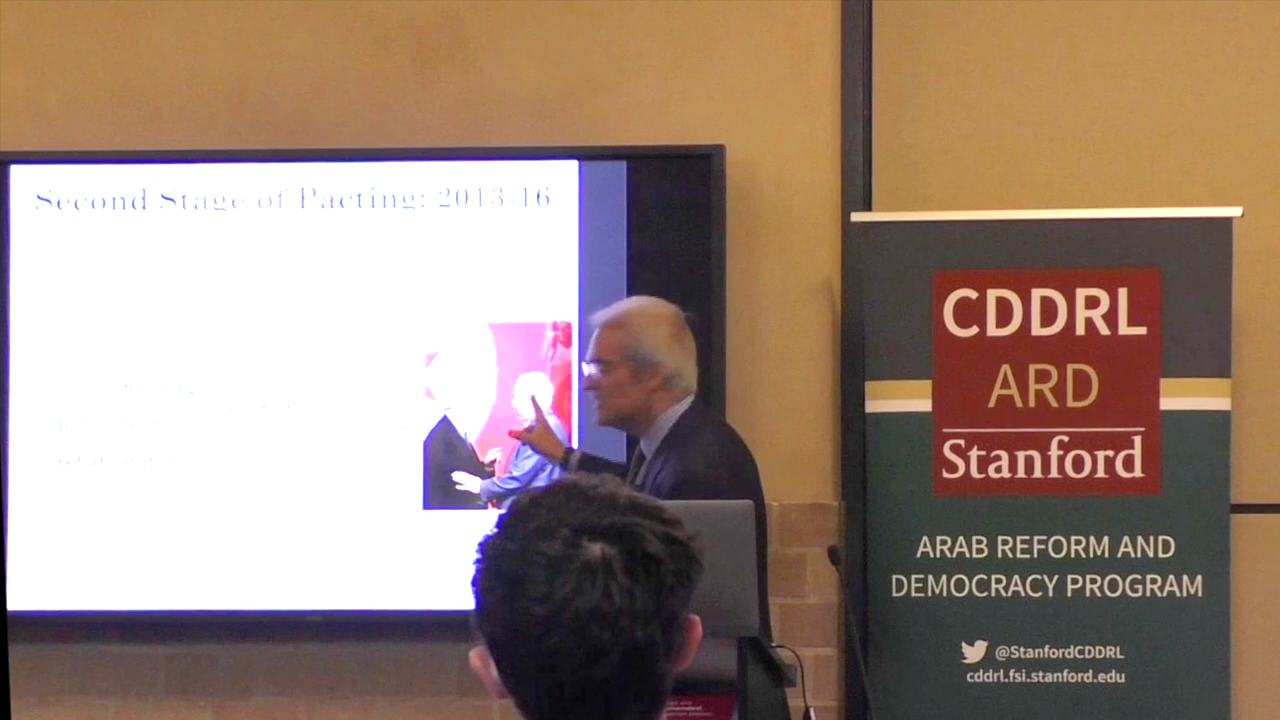 Second Stage of Pacting: 2013-16
CDDRL
ARD
Stanford
ARAB REFORM AND
DEMOCRACY PROGRAM
@StanfordCDDRL
cddrl.fsi.stanford.edu